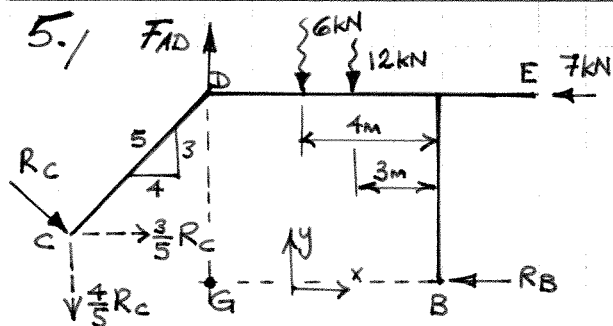 5./
F_AD
6kN
12kN
D
E
7kN
5
3
4
4m
3m
R_C
C
3/5 R_C
4/5 R_C
y
x
G
B
R_B